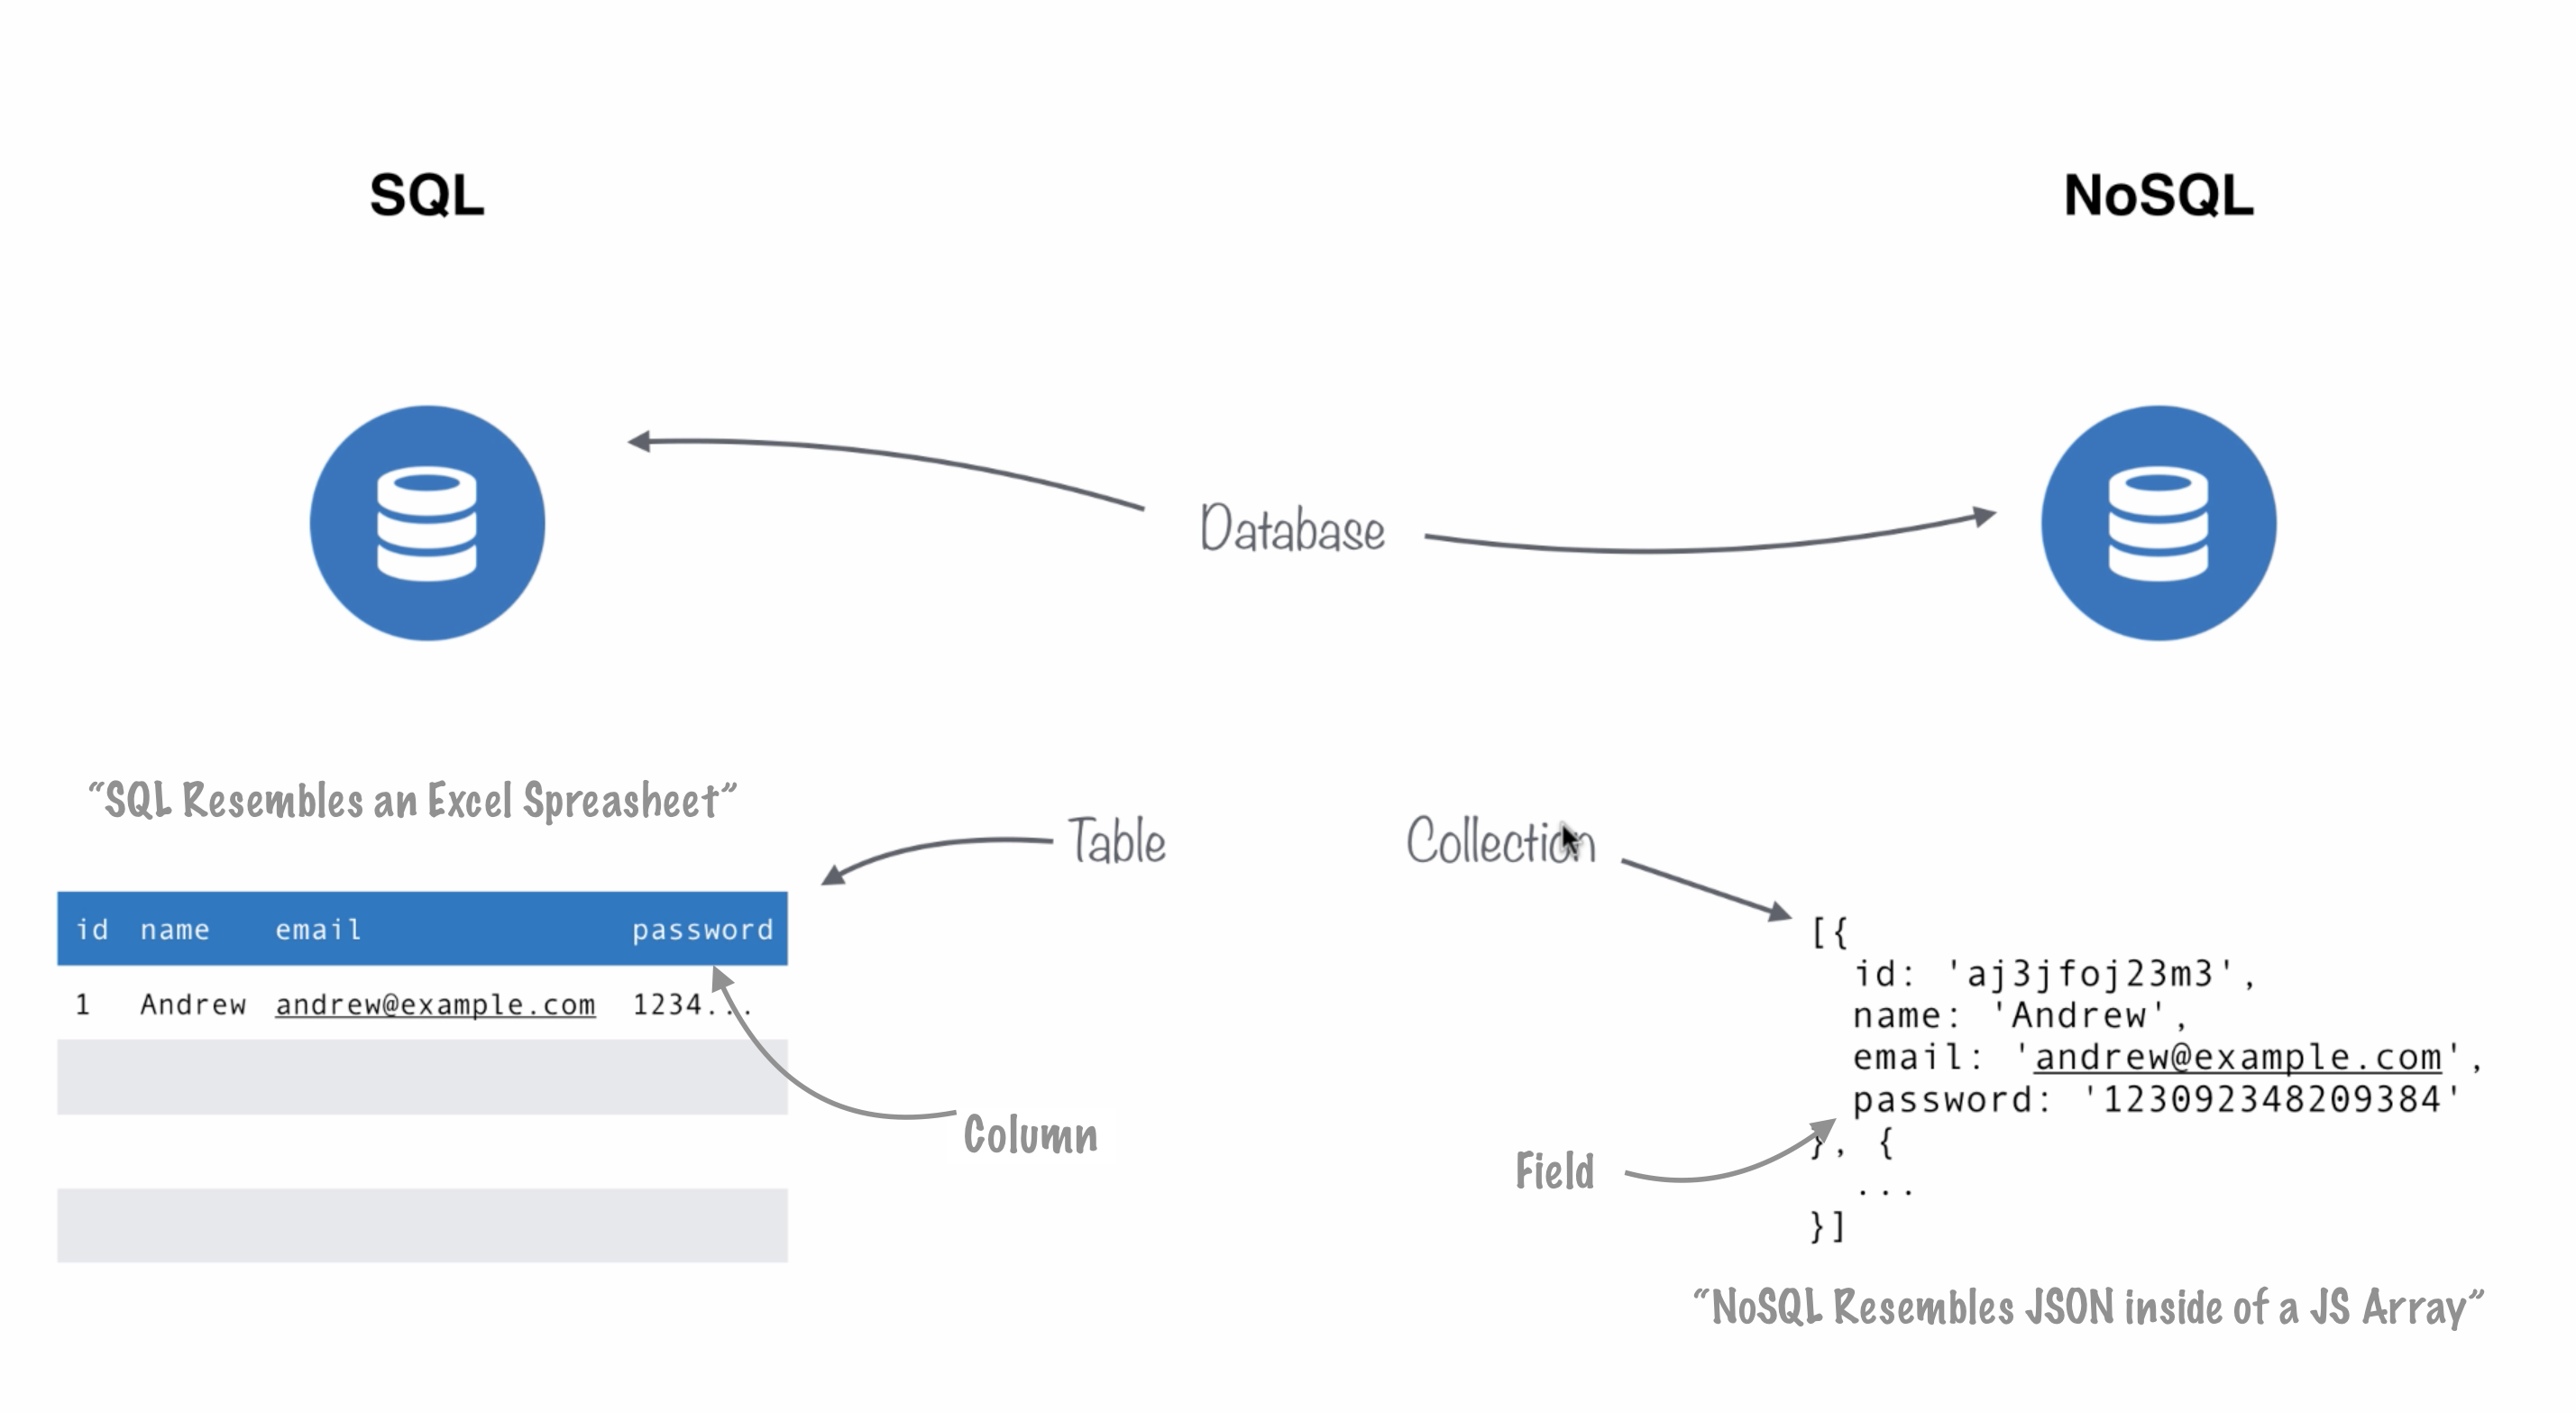 SQL
NoSQL
Database
“SQL Resembles an Excel Spreasheet”
Table
Collection
id name email password
1 Andrew andrew@example.com 1234...
Column
[{
id: 'aj3jfoj23m3',
name: 'Andrew',
email: 'andrew@example.com',
password: '123092348209384'
}, {
...
}]
Field
“NoSQL Resembles JSON inside of a JS Array”